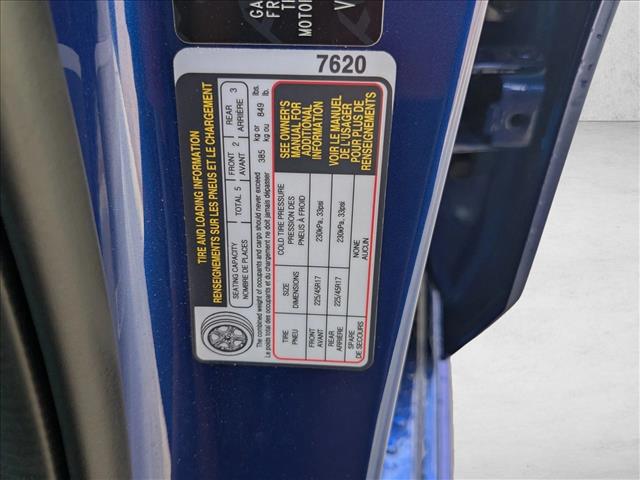 GA
FR
TI
MOTOR
V
7620
TIRE AND LOADING INFORMATION
RENSEIGNEMENTS SUR LES PNEUS ET LE CHARGEMENT
SEATING CAPACITY
NOMBRE DE PLACES
TOTAL 5
FRONT 2
AVANT
REAR 3
ARRIÈRE
The combined weight of occupants and cargo should never exceed 385 kg or 849 lbs.
Le poids total des occupants et du chargement ne doit jamais dépasser kg ou lb.
TIRE SIZE COLD TIRE PRESSURE
PNEU DIMENSIONS PRESSION DES
PNEUS À FROID
FRONT
AVANT
225/45R17 230kPa, 33psi
REAR
ARRIÈRE
225/45R17 230kPa, 33psi
SPARE NONE
DE SECOURS AUCUN
SEE OWNER'S
MANUAL FOR
ADDITIONAL
INFORMATION
VOIR LE MANUEL
DE L'USAGER
POUR PLUS DE
RENSEIGNEMENTS